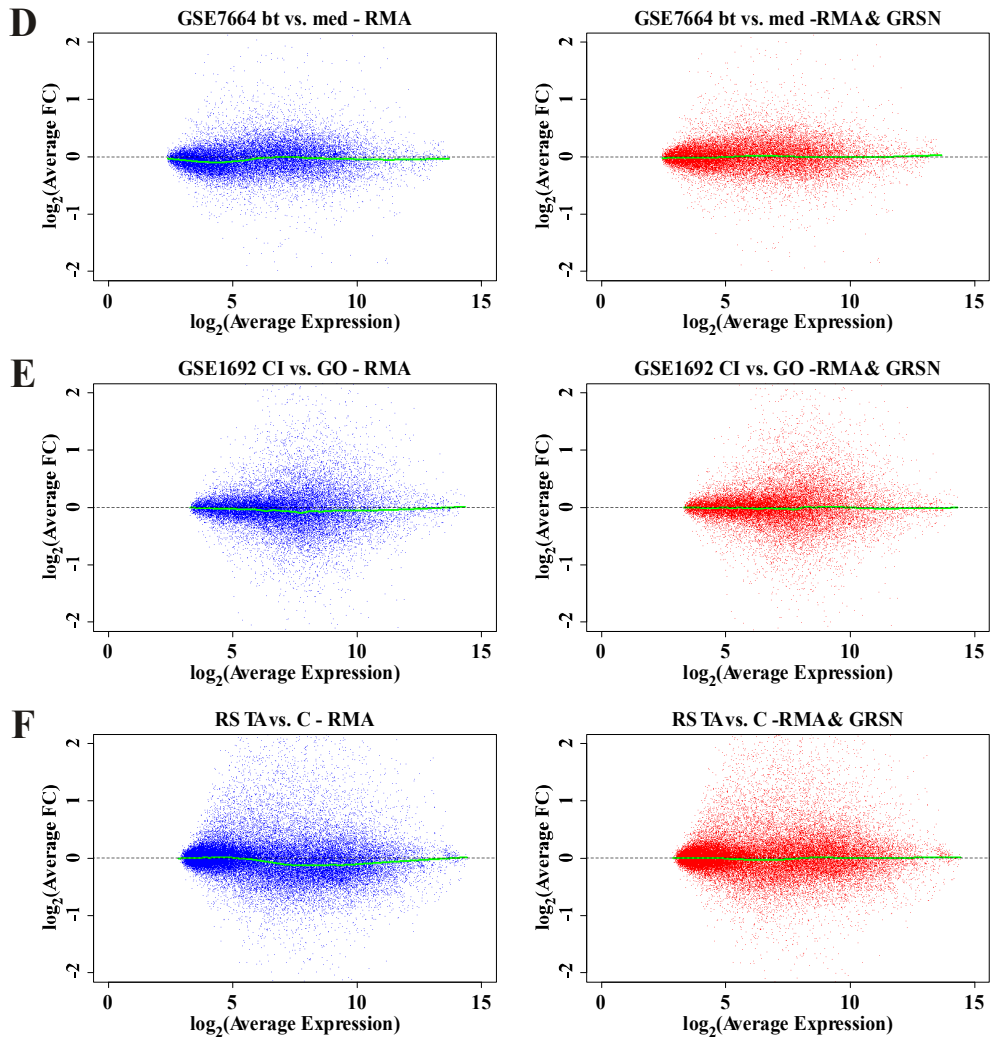 D
GSE7664 bt vs. med - RMA
log2(Average FC)
2
1
0
-1
-2
0 5 10 15
log2(Average Expression)
GSE7664 bt vs. med -RMA& GRSN
log2(Average FC)
2
1
0
-1
-2
0 5 10 15
log2(Average Expression)
E
GSE1692 CI vs. GO - RMA
log2(Average FC)
2
1
0
-1
-2
0 5 10 15
log2(Average Expression)
GSE1692 CI vs. GO -RMA& GRSN
log2(Average FC)
2
1
0
-1
-2
0 5 10 15
log2(Average Expression)
F
RS TA vs. C - RMA
log2(Average FC)
2
1
0
-1
-2
0 5 10 15
log2(Average Expression)
RS TA vs. C -RMA& GRSN
log2(Average FC)
2
1
0
-1
-2
0 5 10 15
log2(Average Expression)